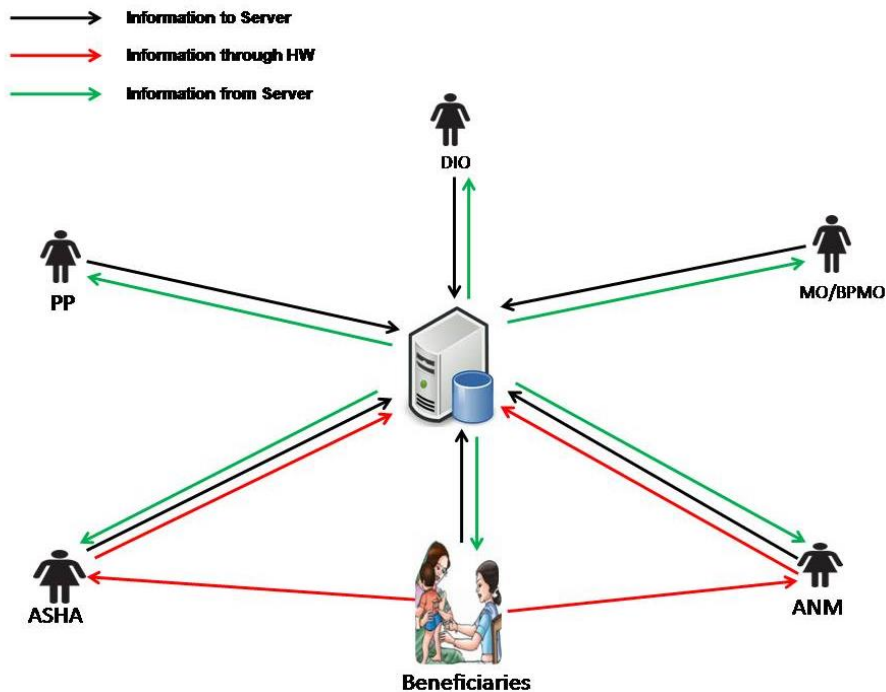 Information to Server
Information through HW
Information from Server
DIO
PP
MO/BPMO
ASHA
ANM
Beneficiaries